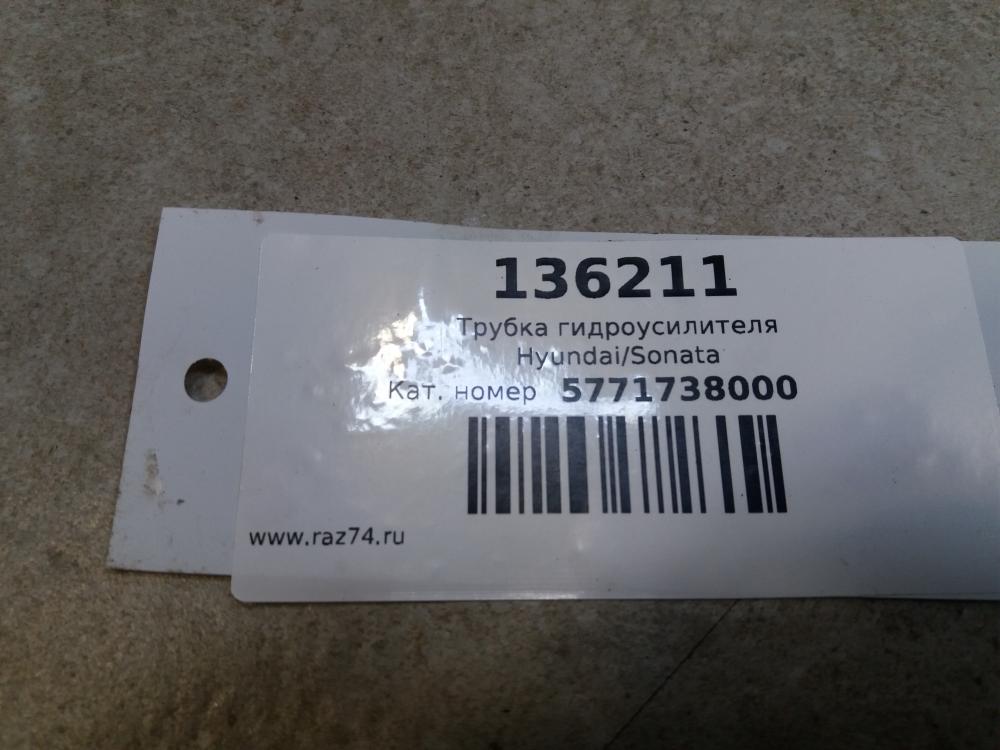 136211
Трубка гидроусилителя
Hyundai/Sonata
Кат. номер 5771738000
www.raz74.ru